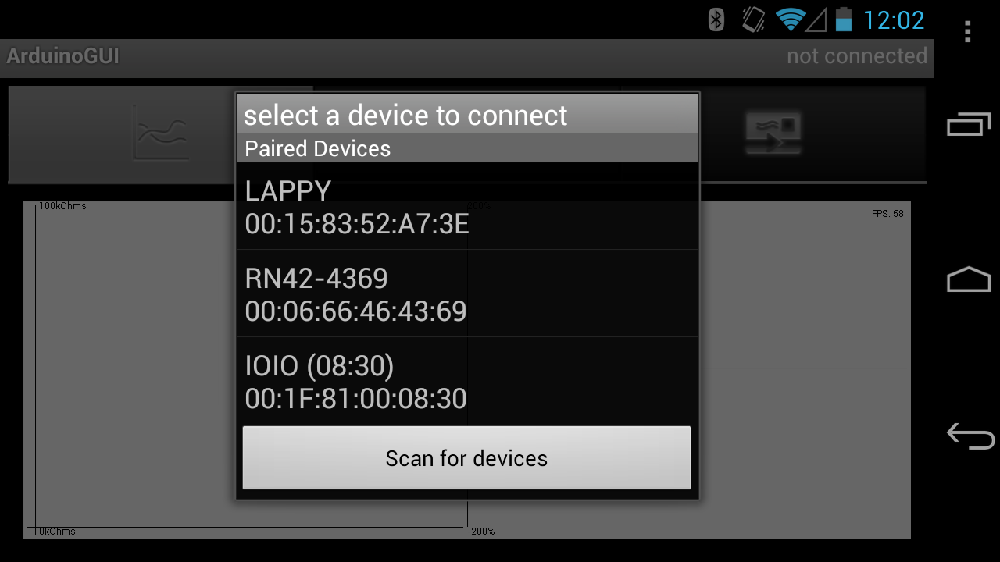 12:02
ArduinoGUI
not connected
select a device to connect
Paired Devices
LAPPY
00:15:83:52:A7:3E
RN42-4369
00:06:66:46:43:69
IOIO (08:30)
00:1F:81:00:08:30
Scan for devices
100kOhms
200%
FPS: 58
0kOhms
-200%